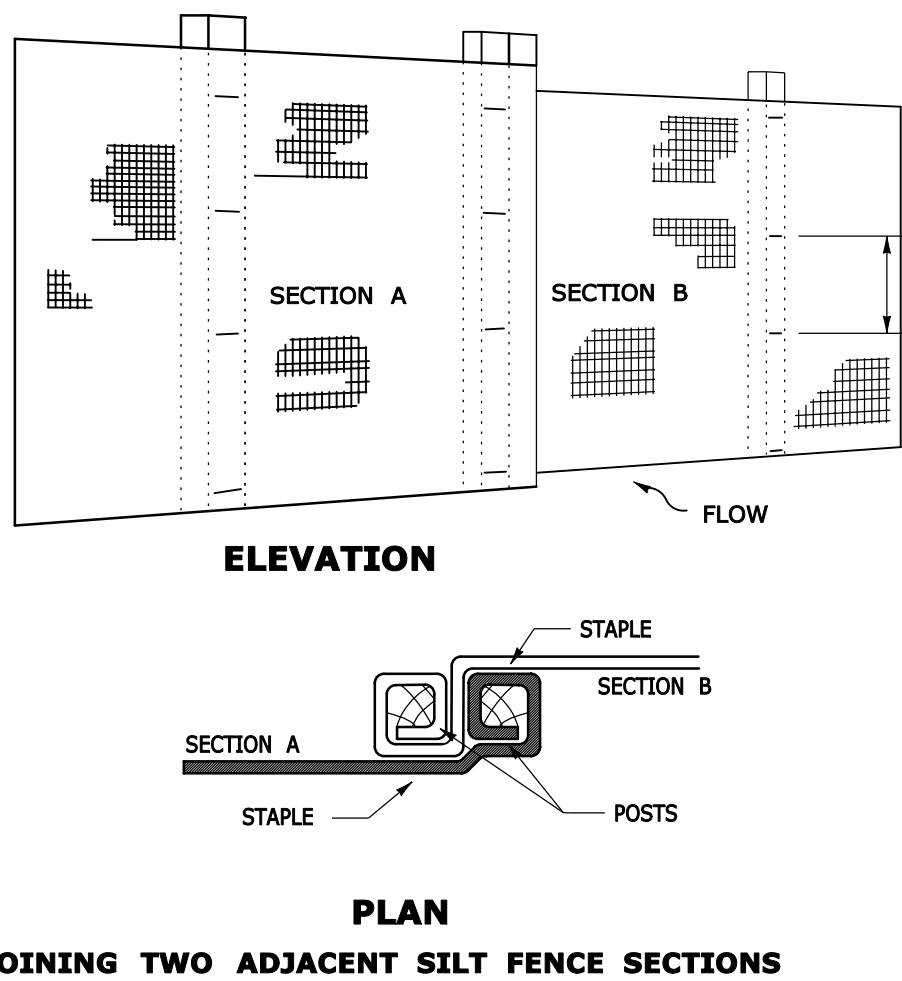 SECTION A
SECTION B
FLOW
ELEVATION
STAPLE
SECTION B
SECTION A
STAPLE
POSTS
PLAN
OINING TWO ADJACENT SILT FENCE SECTIONS